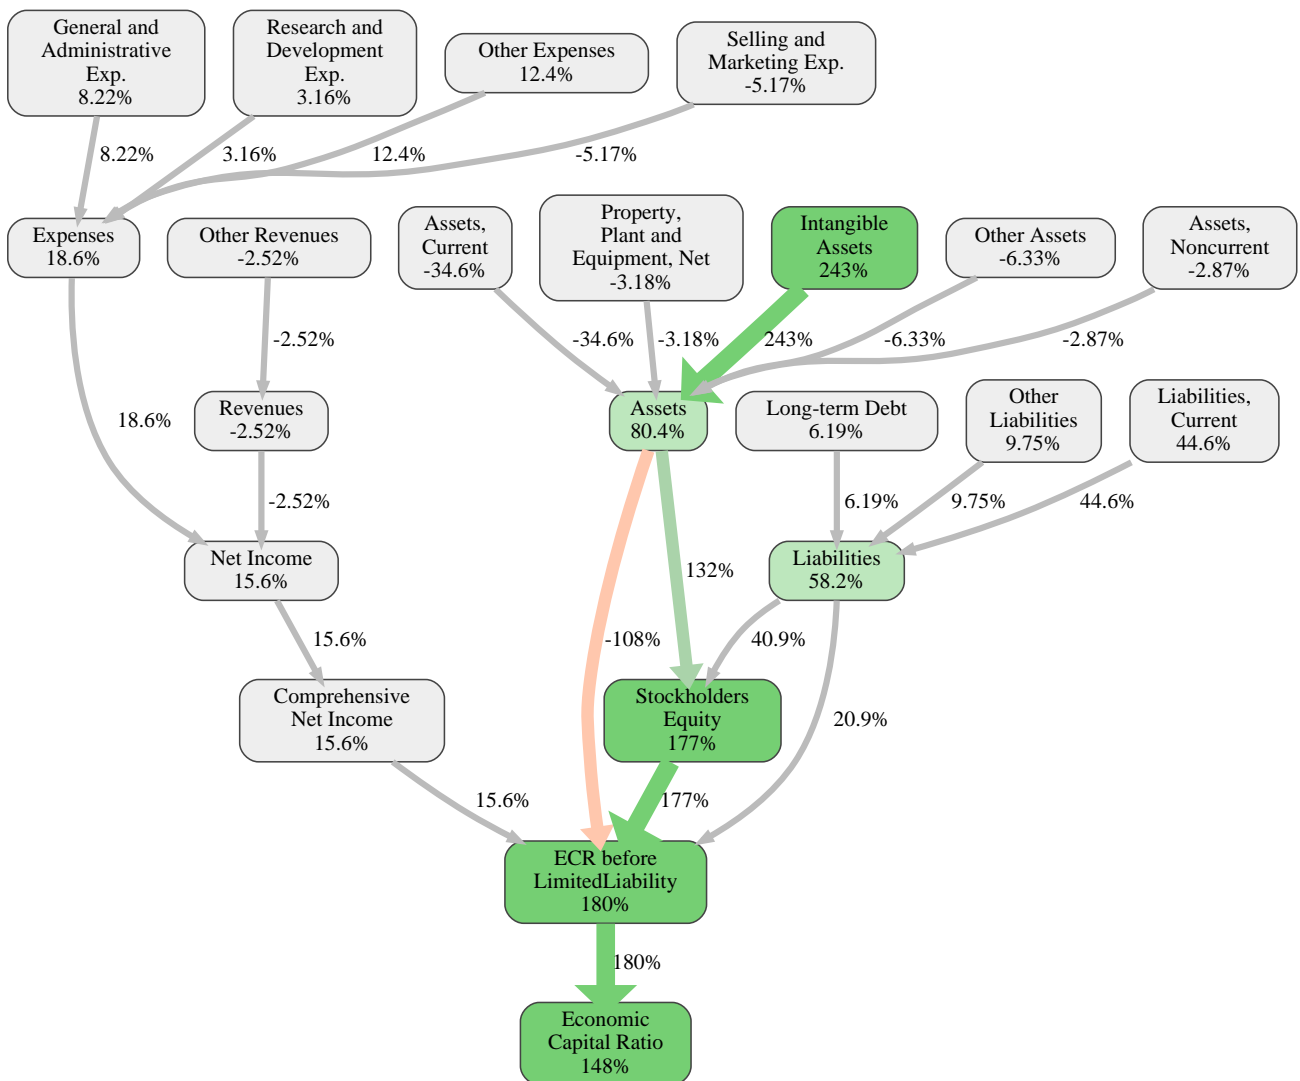 General and
Administrative
Exp.
8.22%
Research and
Development
Exp.
3.16%
Other Expenses
12.4%
Selling and
Marketing Exp.
-5.17%
8.22%
3.16%
12.4%
-5.17%
Expenses
18.6%
Other Revenues
-2.52%
Assets,
Current
-34.6%
Property,
Plant and
Equipment, Net
-3.18%
Intangible
Assets
243%
Other Assets
-6.33%
Assets,
Noncurrent
-2.87%
-2.52%
-34.6%
-3.18%
243%
-6.33%
-2.87%
18.6%
Revenues
-2.52%
Assets
80.4%
Long-term Debt
6.19%
Other
Liabilities
9.75%
Liabilities,
Current
44.6%
-2.52%
6.19%
9.75%
44.6%
Net Income
15.6%
132%
Liabilities
58.2%
15.6%
-108%
40.9%
Comprehensive
Net Income
15.6%
Stockholders
Equity
177%
20.9%
15.6%
177%
ECR before
LimitedLiability
180%
180%
Economic
Capital Ratio
148%